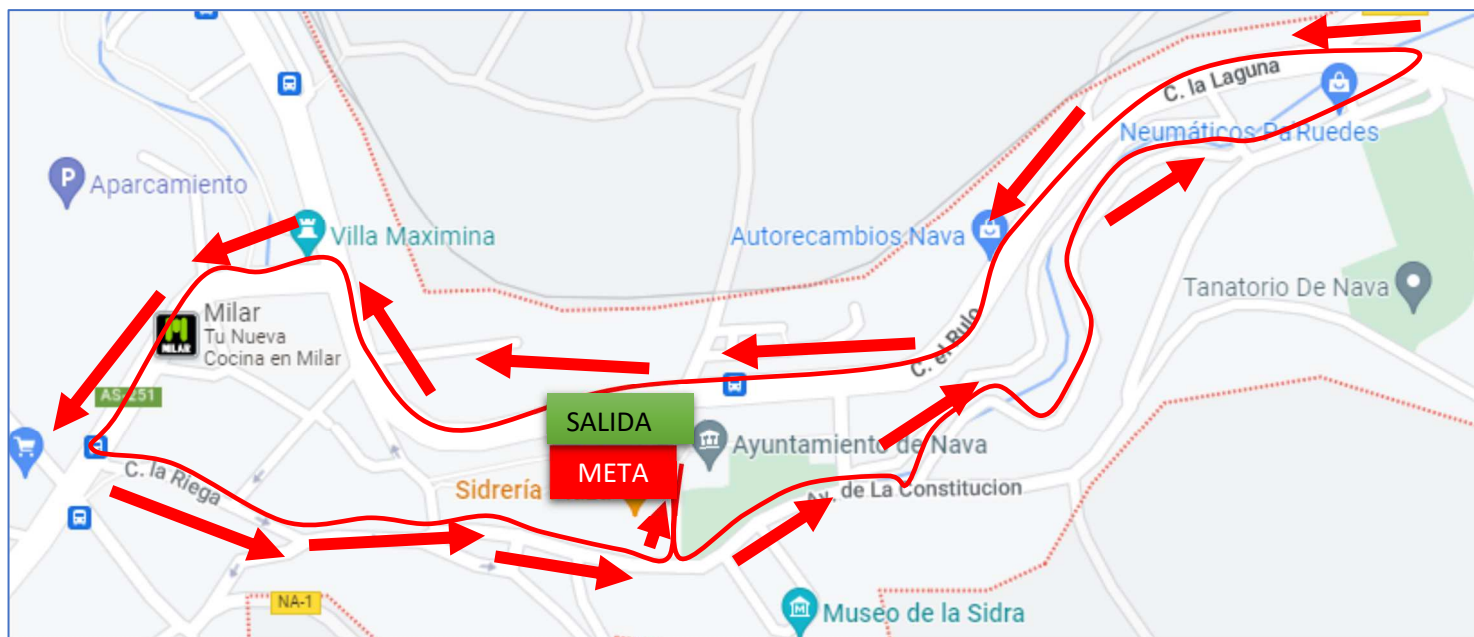 C. la Laguna
Neumáticos Pa'Ruedes
P
Aparcamiento
Villa Maximina
Autorecambios Nava
Tanatorio De Nava
Milar
Tu Nueva
Cocina en Milar
MILAR
C. el Rulo
AS-251
SALIDA
Ayuntamiento de Nava
META
C. la Riega
Sidrería
Av. de La Constitucion
NA-1
M
Museo de la Sidra